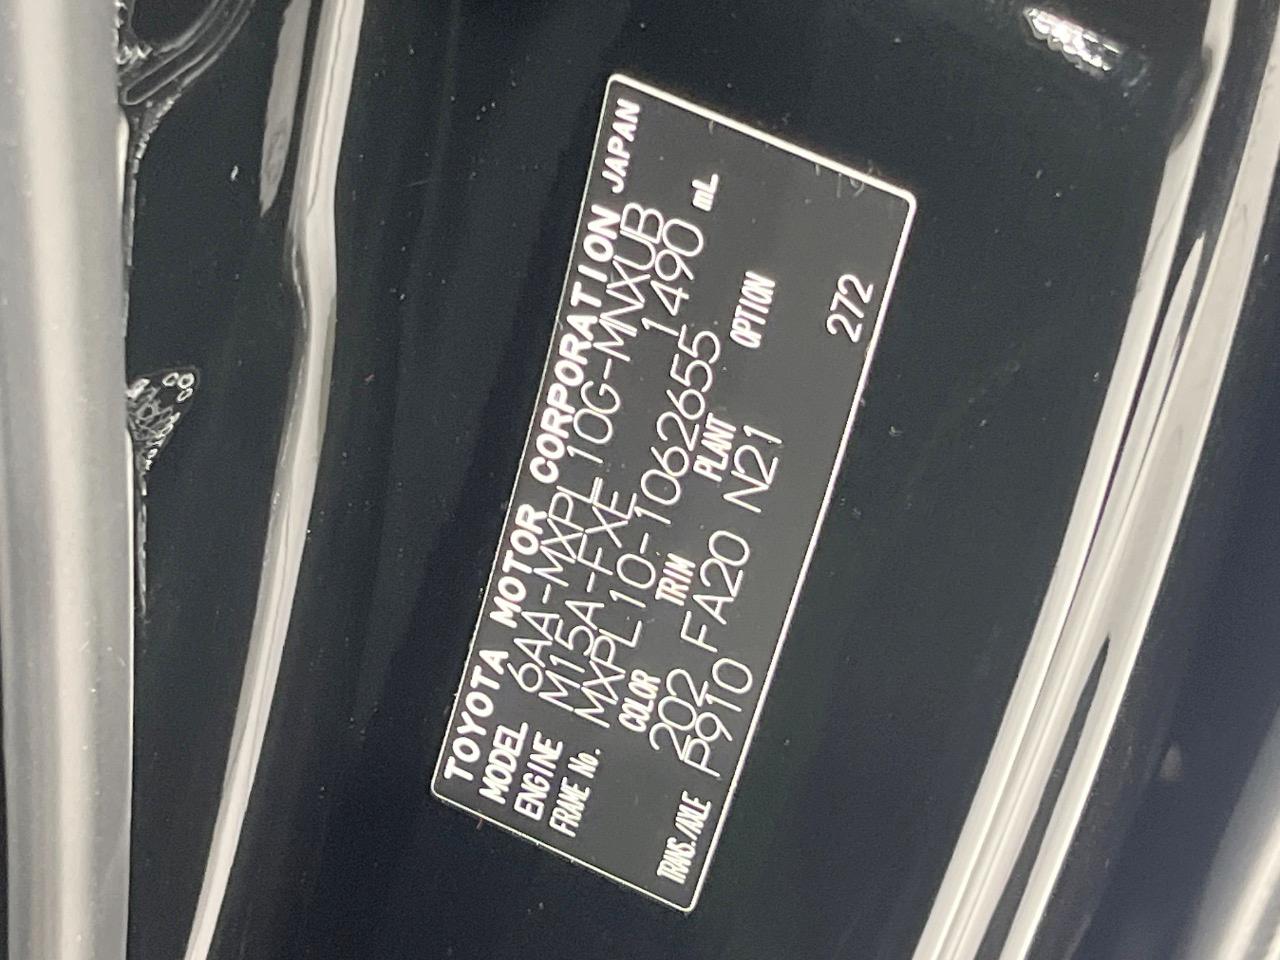 TOYOTA MOTOR CORPORATION JAPAN
MODEL 6AA-MXPL10G-MNXUB
ENGINE M15A-FXE 1490 mL
FRAME No. MXPL10-1062655
COLOR TRIM PLANT OPTION
202 FA20 N21
TRANS./AXLE P910
272